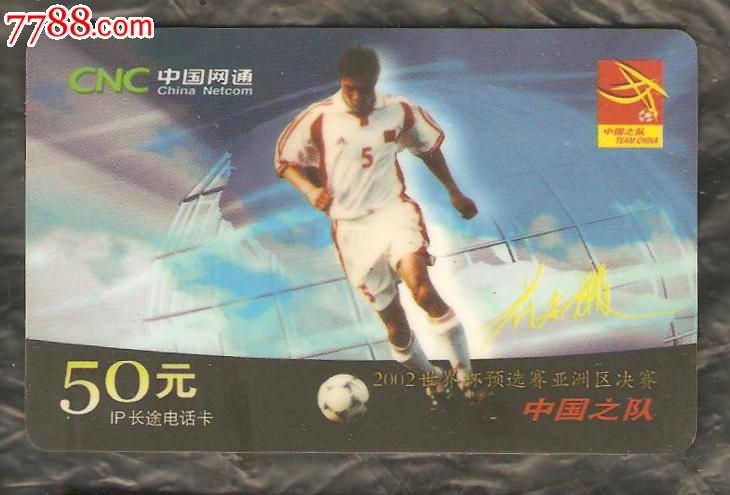 7788.com
CNC 中国网通
China Netcom
中国之队
TEAM CHINA
5
50元
IP长途电话卡
2002世界杯预选赛亚洲区决赛
中国之队